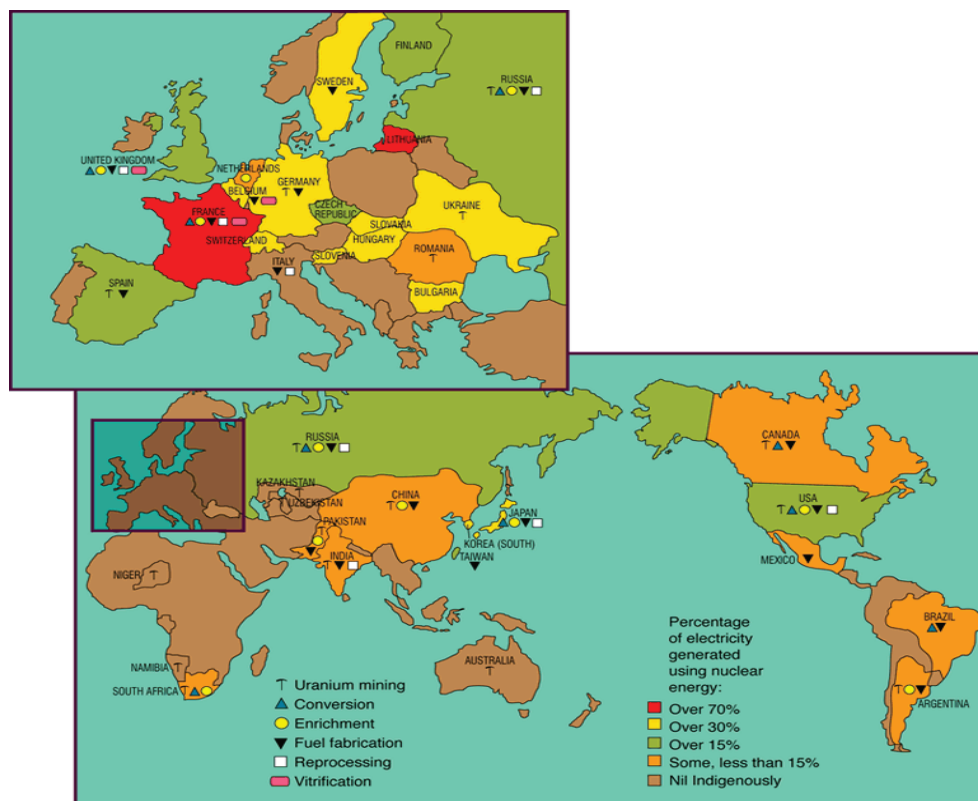 FINLAND
SWEDEN
RUSSIA
LITHUANIA
UNITED KINGDOM
NETHERLANDS
BELGIUM
GERMANY
CZECH
REPUBLIC
UKRAINE
FRANCE
SLOVAKIA
SWITZERLAND
HUNGARY
ROMANIA
SLOVENIA
ITALY
SPAIN
BULGARIA
RUSSIA
CANADA
KAZAKHSTAN
UZBEKISTAN
CHINA
USA
PAKISTAN
JAPAN
KOREA (SOUTH)
INDIA
TAIWAN
MEXICO
NIGER
BRAZIL
NAMIBIA
AUSTRALIA
SOUTH AFRICA
ARGENTINA
Uranium mining
Conversion
Enrichment
Fuel fabrication
Reprocessing
Vitrification
Percentage
of electricity
generated
using nuclear
energy:
Over 70%
Over 30%
Over 15%
Some, less than 15%
Nil Indigenously